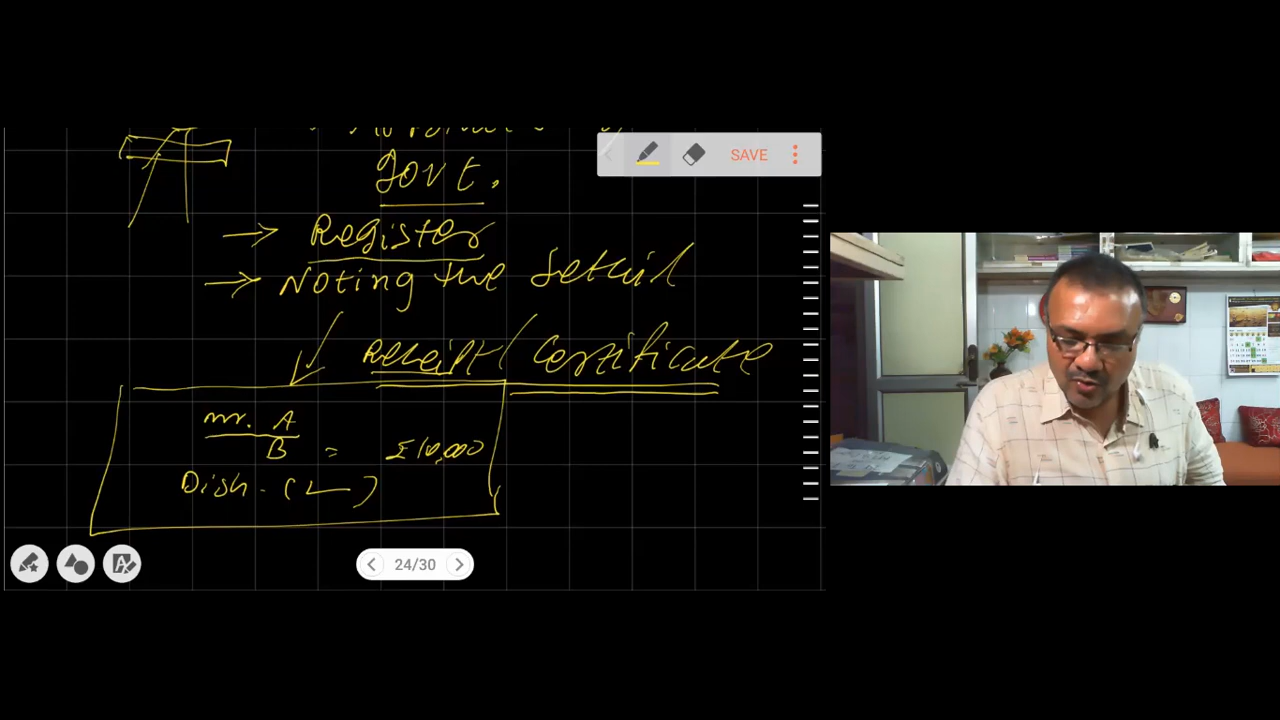 Govt.
SAVE
→ Register
→ Noting the detail
Receipt / Certificate
Mr. A
B = £10,000
Dish. (
24/30